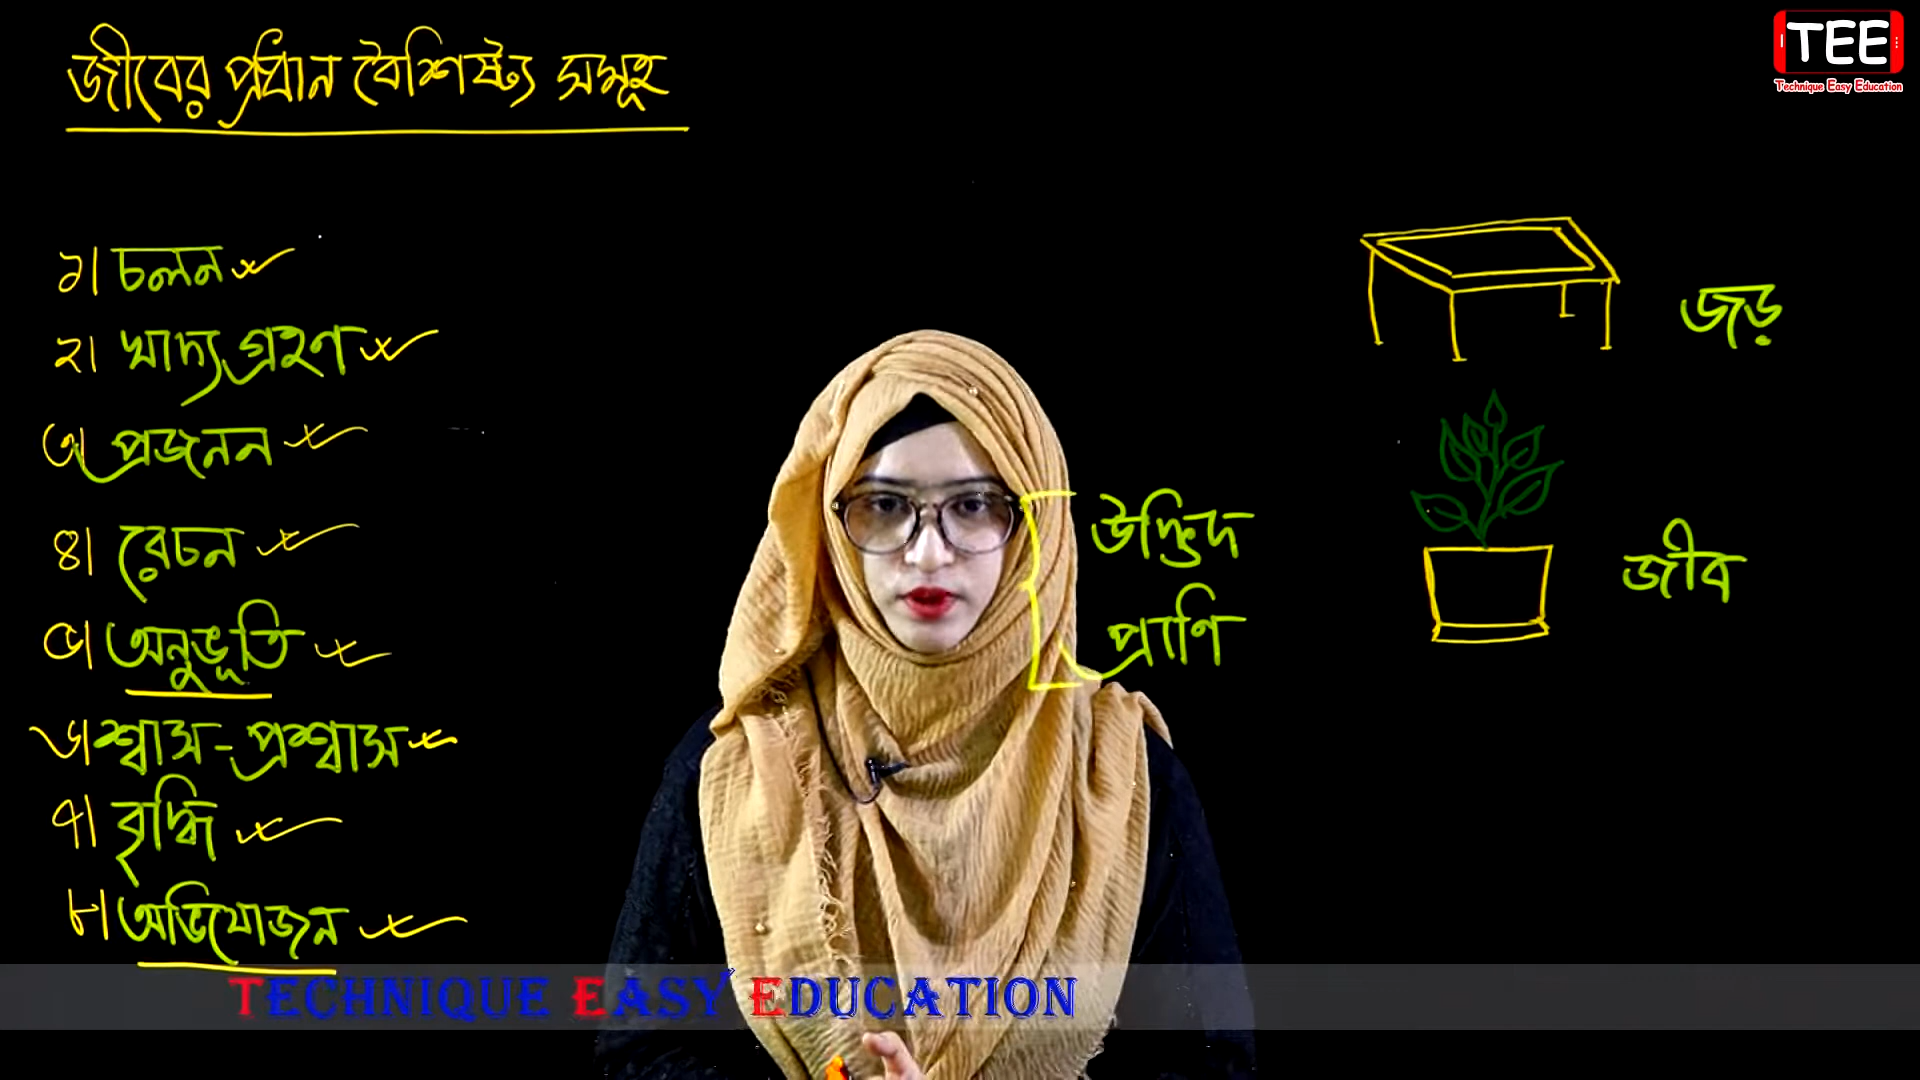 জীবের প্রধান বৈশিষ্ট্য সমূহ
১। চলন
২। খাদ্য গ্রহণ
৩। প্রজনন
৪। রেচন
৫। অনুভূতি
৬। শ্বাস-প্রশ্বাস
৭। বৃদ্ধি
৮। অভিযোজন
উদ্ভিদ
প্রাণি
জড়
জীব
TEE
Technique Easy Education
TECHNIQUE EASY EDUCATION